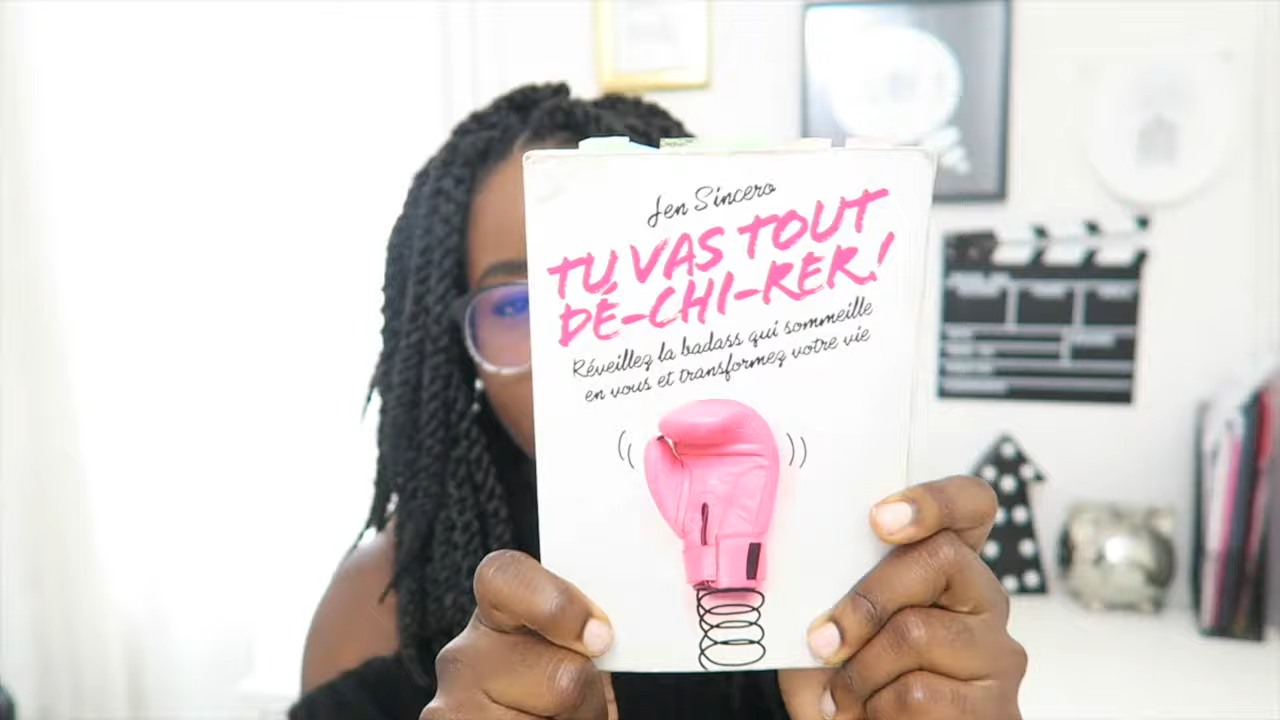 Jen Sincero
TU VAS TOUT
DÉ-CHI-RER!
Réveillez la badass qui sommeille
en vous et transformez votre vie